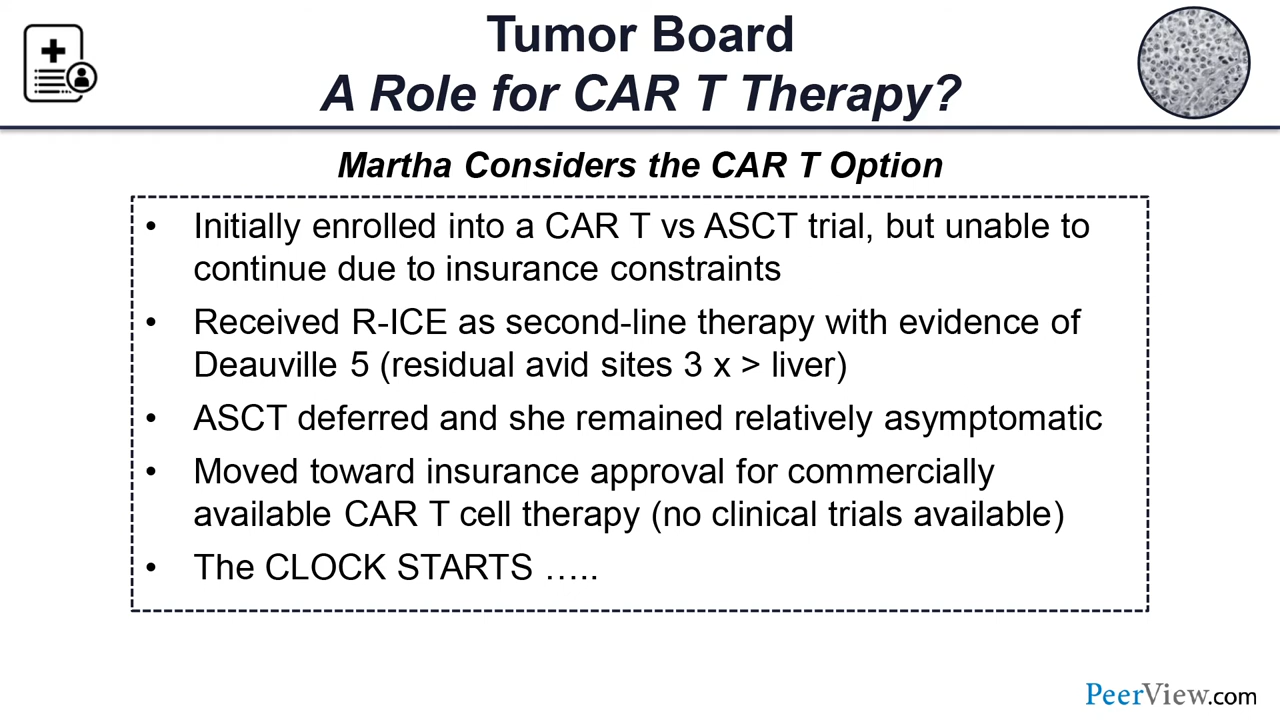 Tumor Board
A Role for CAR T Therapy?
Martha Considers the CAR T Option
• Initially enrolled into a CAR T vs ASCT trial, but unable to
continue due to insurance constraints
• Received R-ICE as second-line therapy with evidence of
Deauville 5 (residual avid sites 3 x > liver)
• ASCT deferred and she remained relatively asymptomatic
• Moved toward insurance approval for commercially
available CAR T cell therapy (no clinical trials available)
• The CLOCK STARTS …..
PeerView.com